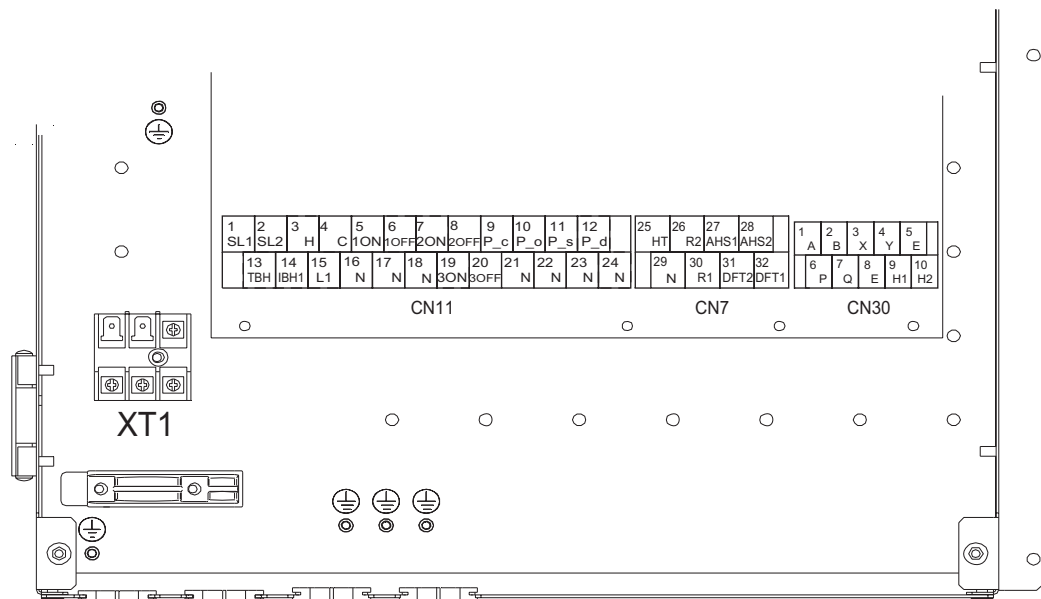 1 2 3 4 5 6 7 8 9 10 11 12
SL1 SL2 H C 1ON 1OFF 2ON 2OFF P_c P_o P_s P_d
13 14 15 16 17 18 19 20 21 22 23 24
TBH IBH1 L1 N N N 3ON 3OFF N N N N
CN11
25 26 27 28
HT R2 AHS1 AHS2
29 30 31 32
N R1 DFT2 DFT1
CN7
1 2 3 4 5
A B X Y E
6 7 8 9 10
P Q E H1 H2
CN30
XT1